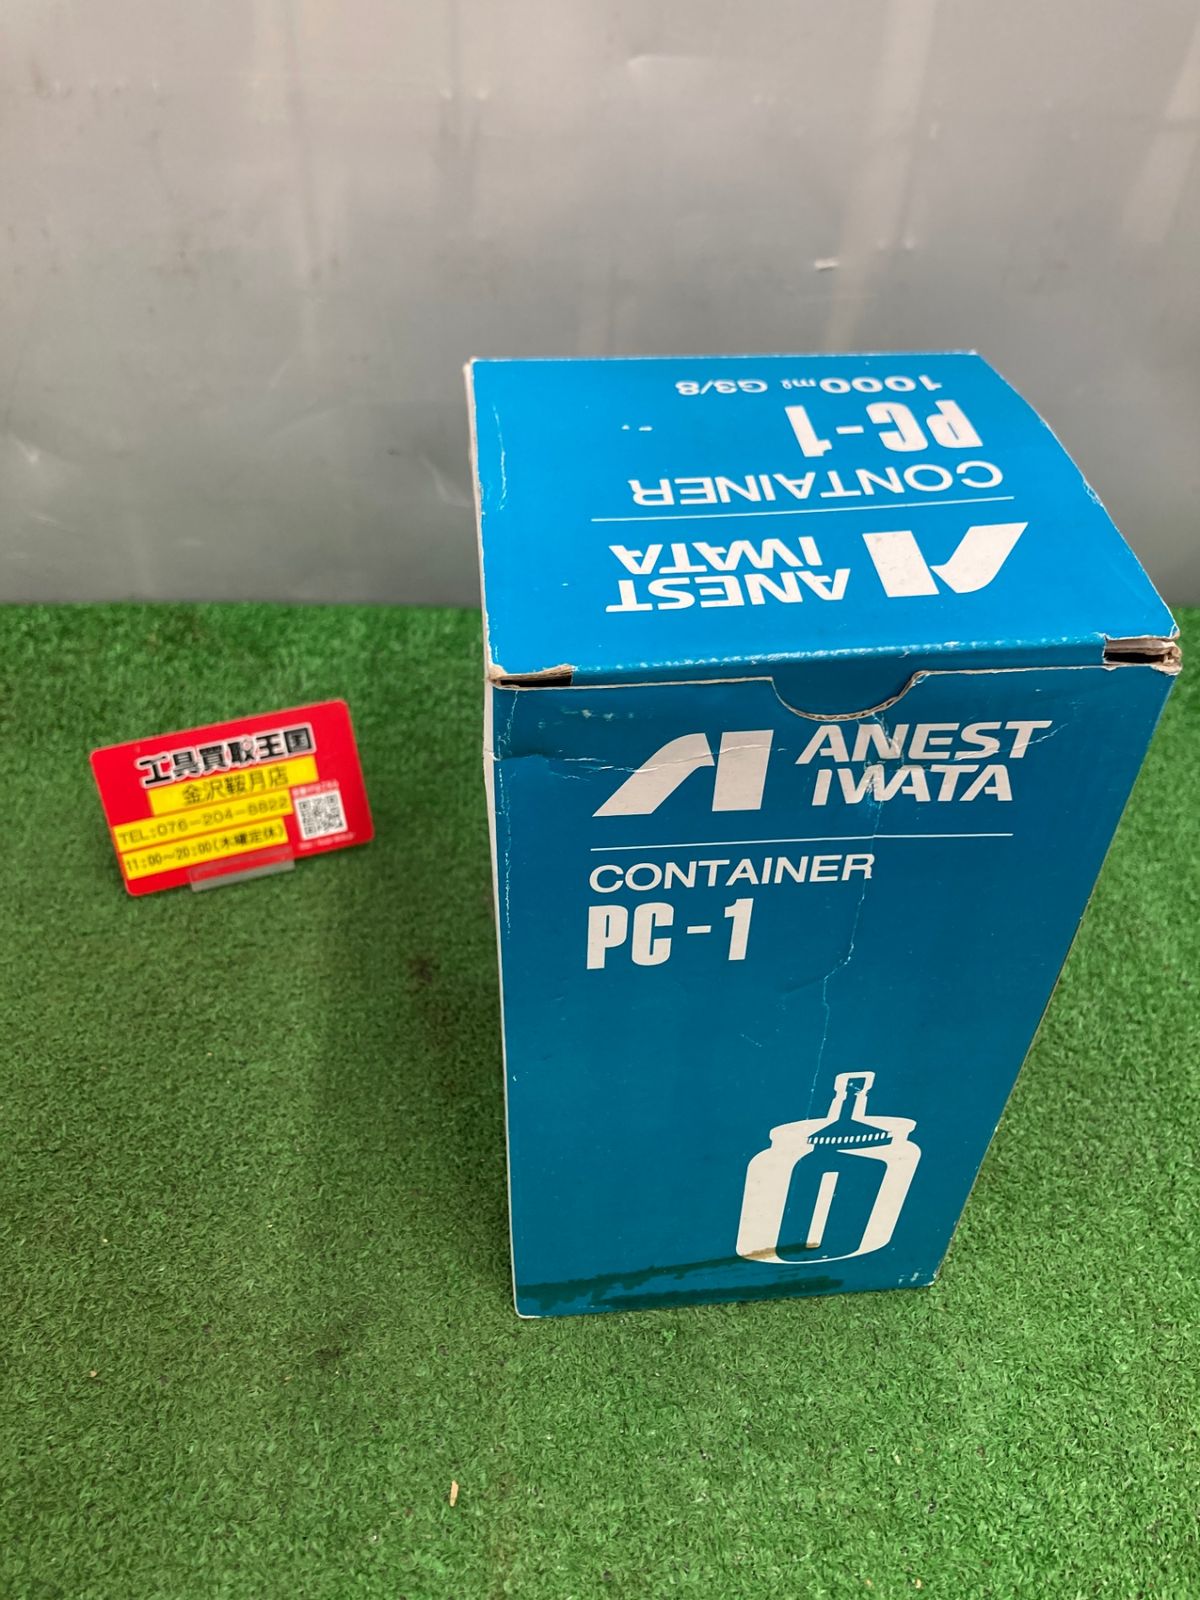 1000ml G3/8
PC-1
CONTAINER
ANEST
IWATA
ANEST
IWATA
CONTAINER
PC-1
工具買取王国
金沢鞍月店
TEL:076-204-8822
11:00～20:00(木曜定休)